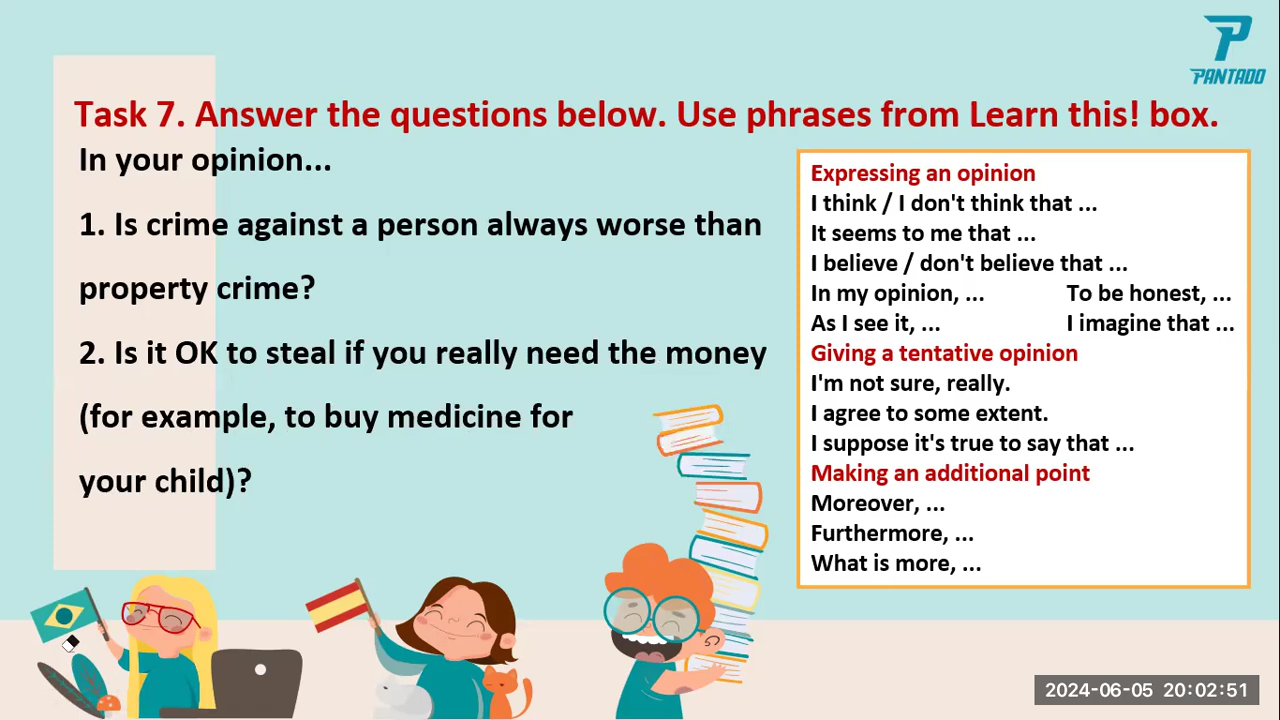 PANTADO
Task 7. Answer the questions below. Use phrases from Learn this! box.
In your opinion...
1. Is crime against a person always worse than
property crime?
2. Is it OK to steal if you really need the money
(for example, to buy medicine for
your child)?
Expressing an opinion
I think / I don't think that ...
It seems to me that ...
I believe / don't believe that ...
In my opinion, ... To be honest, ...
As I see it, ... I imagine that ...
Giving a tentative opinion
I'm not sure, really.
I agree to some extent.
I suppose it's true to say that ...
Making an additional point
Moreover, ...
Furthermore, ...
What is more, ...
2024-06-05 20:02:51